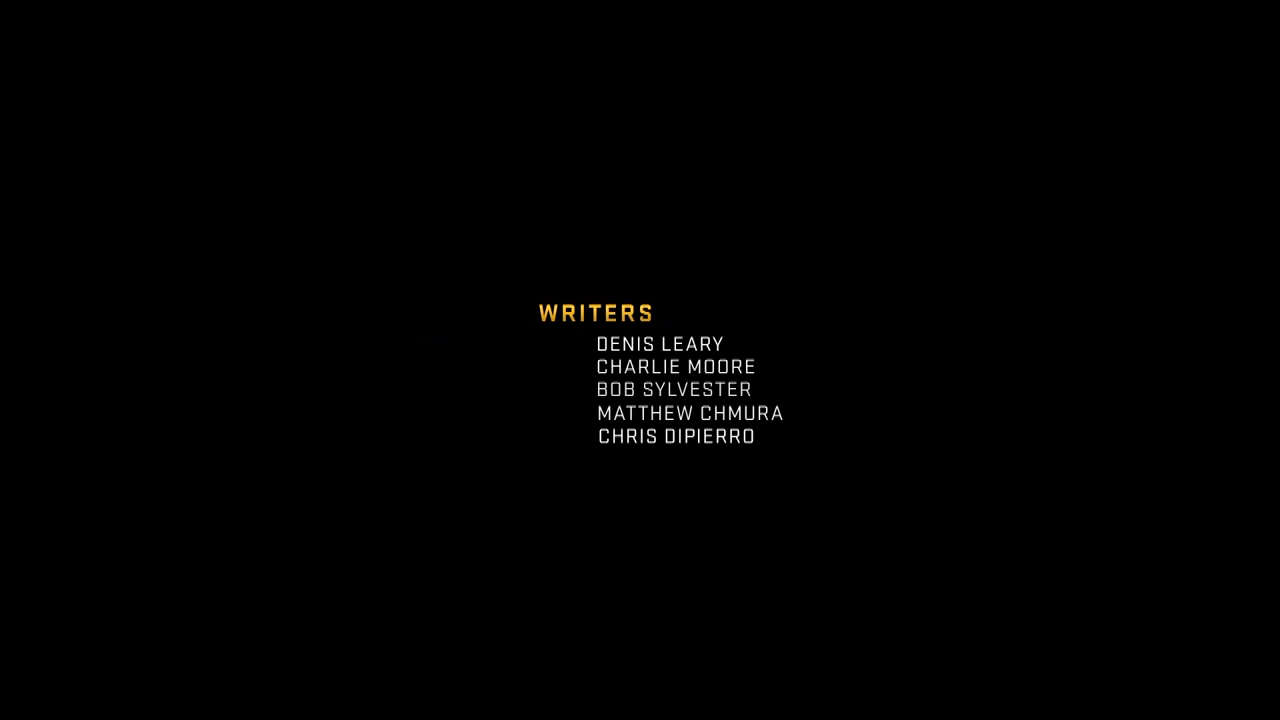 WRITERS
DENIS LEARY
CHARLIE MOORE
BOB SYLVESTER
MATTHEW CHMURA
CHRIS DIPIERRO